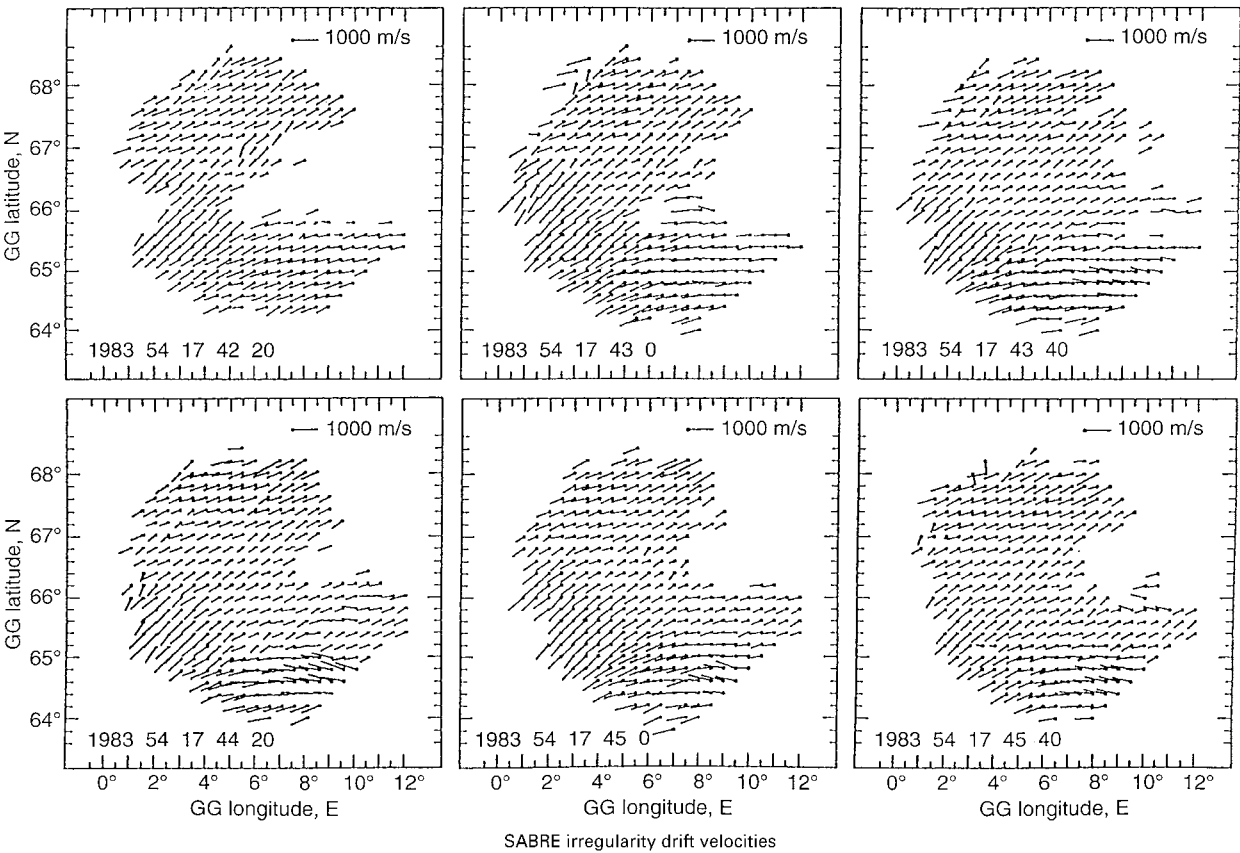 1000 m/s
1000 m/s
1000 m/s
GG latitude, N
68°
67°
66°
65°
64°
1983 54 17 42 20
1983 54 17 43 0
1983 54 17 43 40
1000 m/s
1000 m/s
1000 m/s
GG latitude, N
68°
67°
66°
65°
64°
1983 54 17 44 20
1983 54 17 45 0
1983 54 17 45 40
0° 2° 4° 6° 8° 10° 12°
0° 2° 4° 6° 8° 10° 12°
0° 2° 4° 6° 8° 10° 12°
GG longitude, E
GG longitude, E
GG longitude, E
SABRE irregularity drift velocities